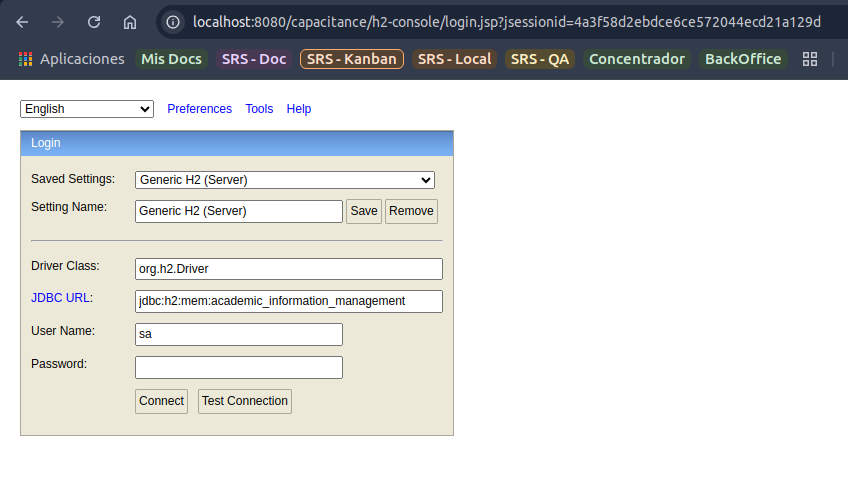 localhost:8080/capacitance/h2-console/login.jsp?jsessionid=4a3f58d2ebdce6ce572044ecd21a129d
Aplicaciones Mis Docs SRS - Doc SRS - Kanban SRS - Local SRS - QA Concentrador BackOffice
English Preferences Tools Help
Login
Saved Settings: Generic H2 (Server)
Setting Name: Generic H2 (Server) Save Remove
Driver Class: org.h2.Driver
JDBC URL: jdbc:h2:mem:academic_information_management
User Name: sa
Password:
Connect Test Connection